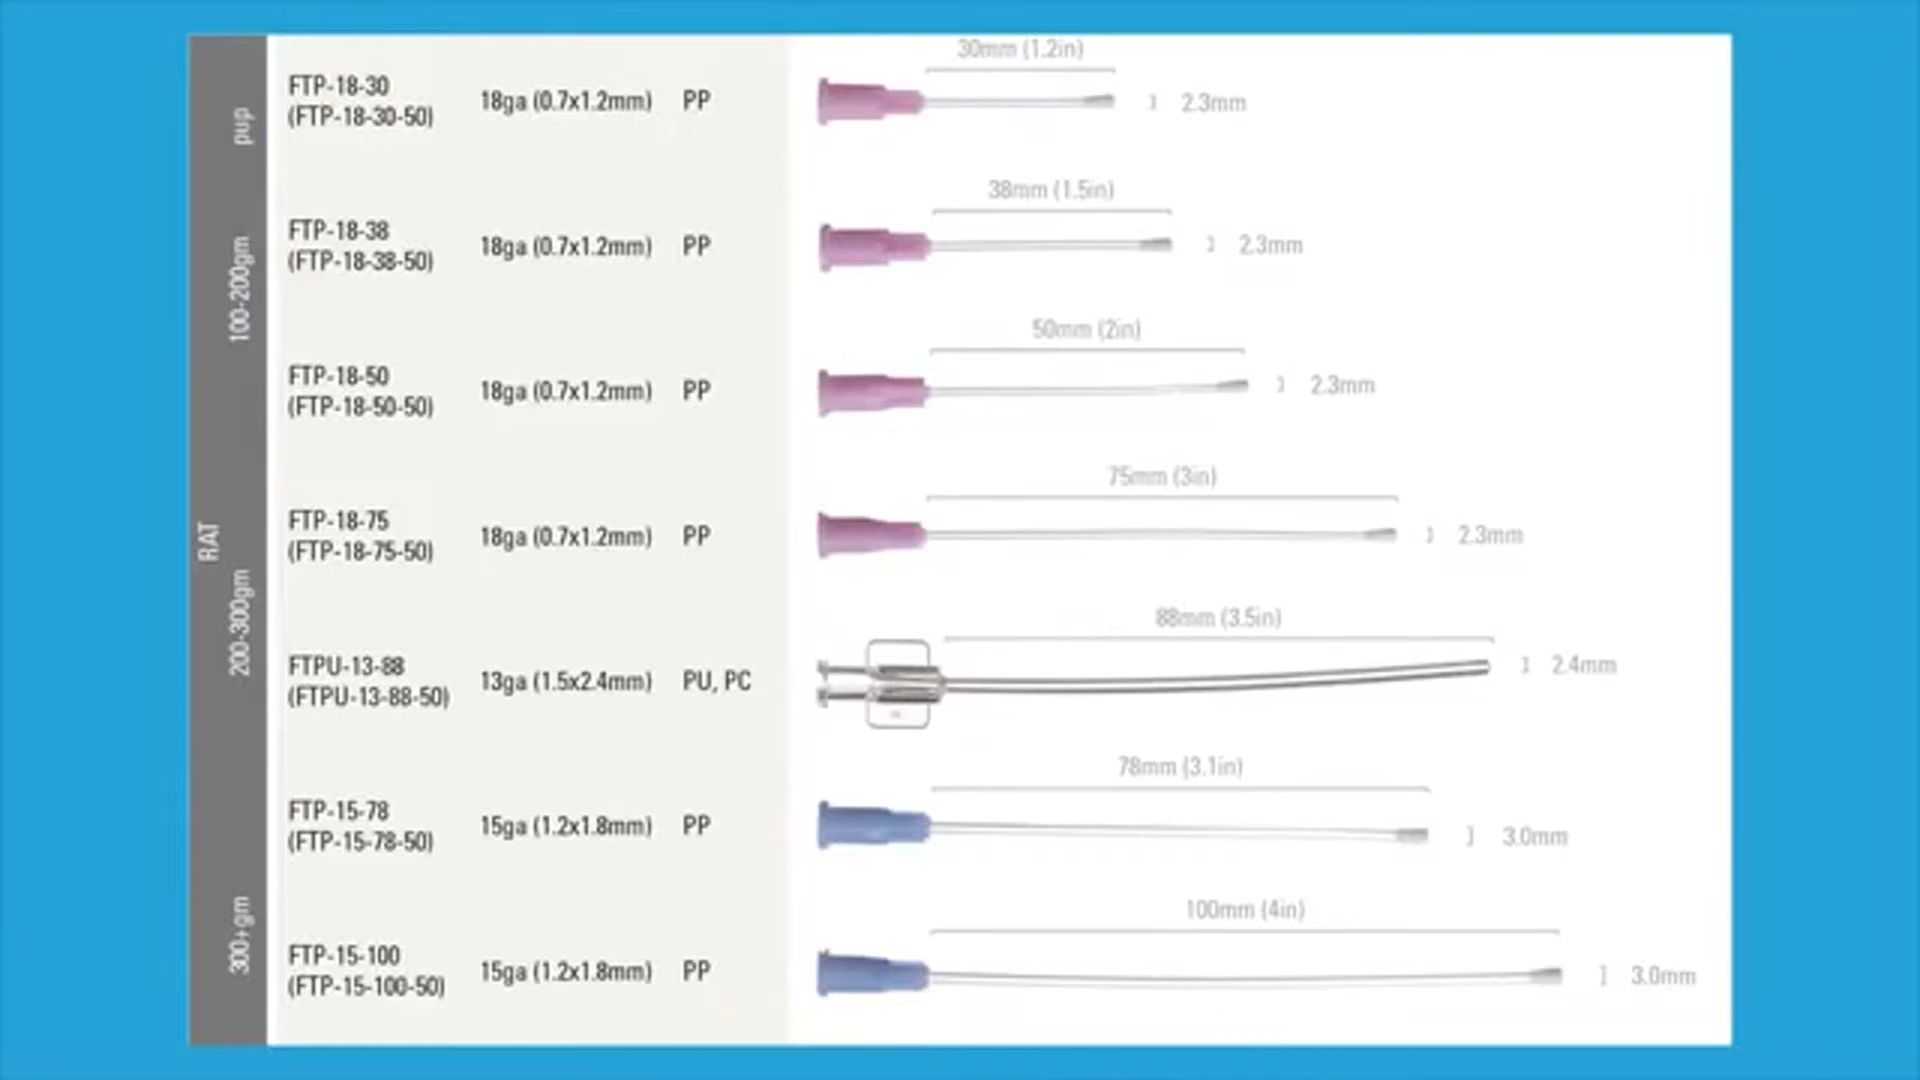 RAT
pup
30mm (1.2in)
FTP-18-30
(FTP-18-30-50)
18ga (0.7x1.2mm)
PP
2.3mm
100-200gm
38mm (1.5in)
FTP-18-38
(FTP-18-38-50)
18ga (0.7x1.2mm)
PP
2.3mm
50mm (2in)
FTP-18-50
(FTP-18-50-50)
18ga (0.7x1.2mm)
PP
2.3mm
75mm (3in)
FTP-18-75
(FTP-18-75-50)
18ga (0.7x1.2mm)
PP
2.3mm
200-300gm
88mm (3.5in)
FTPU-13-88
(FTPU-13-88-50)
13ga (1.5x2.4mm)
PU, PC
2.4mm
78mm (3.1in)
FTP-15-78
(FTP-15-78-50)
15ga (1.2x1.8mm)
PP
3.0mm
300+gm
100mm (4in)
FTP-15-100
(FTP-15-100-50)
15ga (1.2x1.8mm)
PP
3.0mm